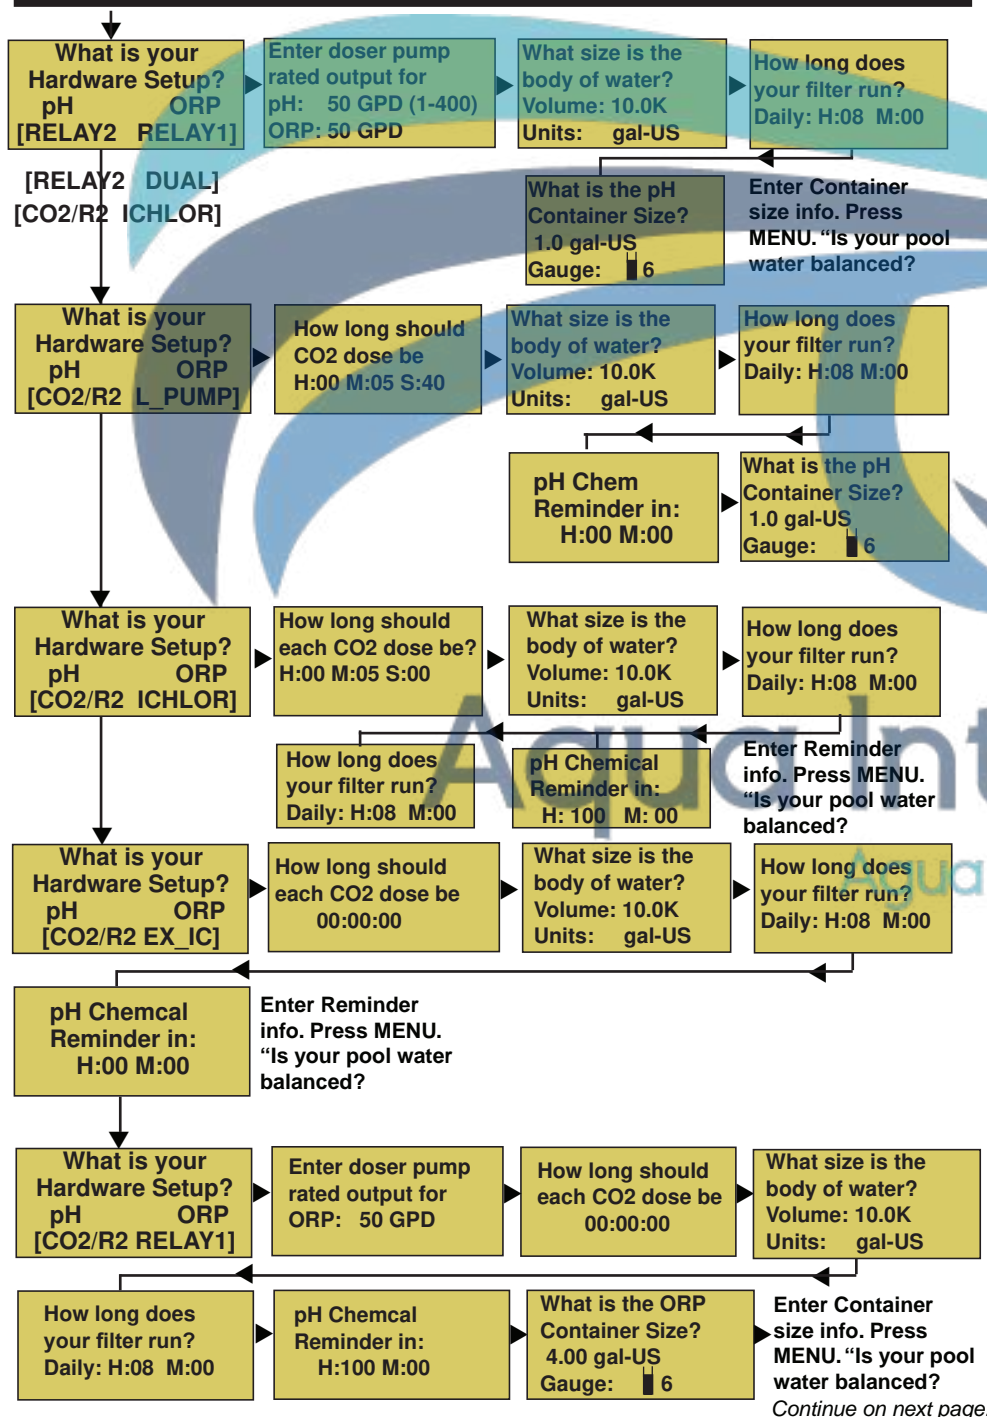 What is your
Hardware Setup?
pH ORP
[RELAY2 RELAY1]
Enter doser pump
rated output for
pH: 50 GPD (1-400)
ORP: 50 GPD
What size is the
body of water?
Volume: 10.0K
Units: gal-US
How long does
your filter run?
Daily: H:08 M:00
[RELAY2 DUAL]
[CO2/R2 ICHLOR]
What is the pH
Container Size?
1.0 gal-US
Gauge: 6
Enter Container
size info. Press
MENU. “Is your pool
water balanced?
What is your
Hardware Setup?
pH ORP
[CO2/R2 L_PUMP]
How long should
CO2 dose be
H:00 M:05 S:40
What size is the
body of water?
Volume: 10.0K
Units: gal-US
How long does
your filter run?
Daily: H:08 M:00
pH Chem
Reminder in:
H:00 M:00
What is the pH
Container Size?
1.0 gal-US
Gauge: 6
What is your
Hardware Setup?
pH ORP
[CO2/R2 ICHLOR]
How long should
each CO2 dose be?
H:00 M:05 S:00
What size is the
body of water?
Volume: 10.0K
Units: gal-US
How long does
your filter run?
Daily: H:08 M:00
How long does
your filter run?
Daily: H:08 M:00
pH Chemical
Reminder in:
H: 100 M: 00
Enter Reminder
info. Press MENU.
“Is your pool water
balanced?
Aqua Int
Aqua
What is your
Hardware Setup?
pH ORP
[CO2/R2 EX_IC]
How long should
each CO2 dose be
00:00:00
What size is the
body of water?
Volume: 10.0K
Units: gal-US
How long does
your filter run?
Daily: H:08 M:00
pH Chemcal
Reminder in:
H:00 M:00
Enter Reminder
info. Press MENU.
“Is your pool water
balanced?
What is your
Hardware Setup?
pH ORP
[CO2/R2 RELAY1]
Enter doser pump
rated output for
ORP: 50 GPD
How long should
each CO2 dose be
00:00:00
What size is the
body of water?
Volume: 10.0K
Units: gal-US
How long does
your filter run?
Daily: H:08 M:00
pH Chemcal
Reminder in:
H:100 M:00
What is the ORP
Container Size?
4.00 gal-US
Gauge: 6
Enter Container
size info. Press
MENU. “Is your pool
water balanced?
Continue on next page.